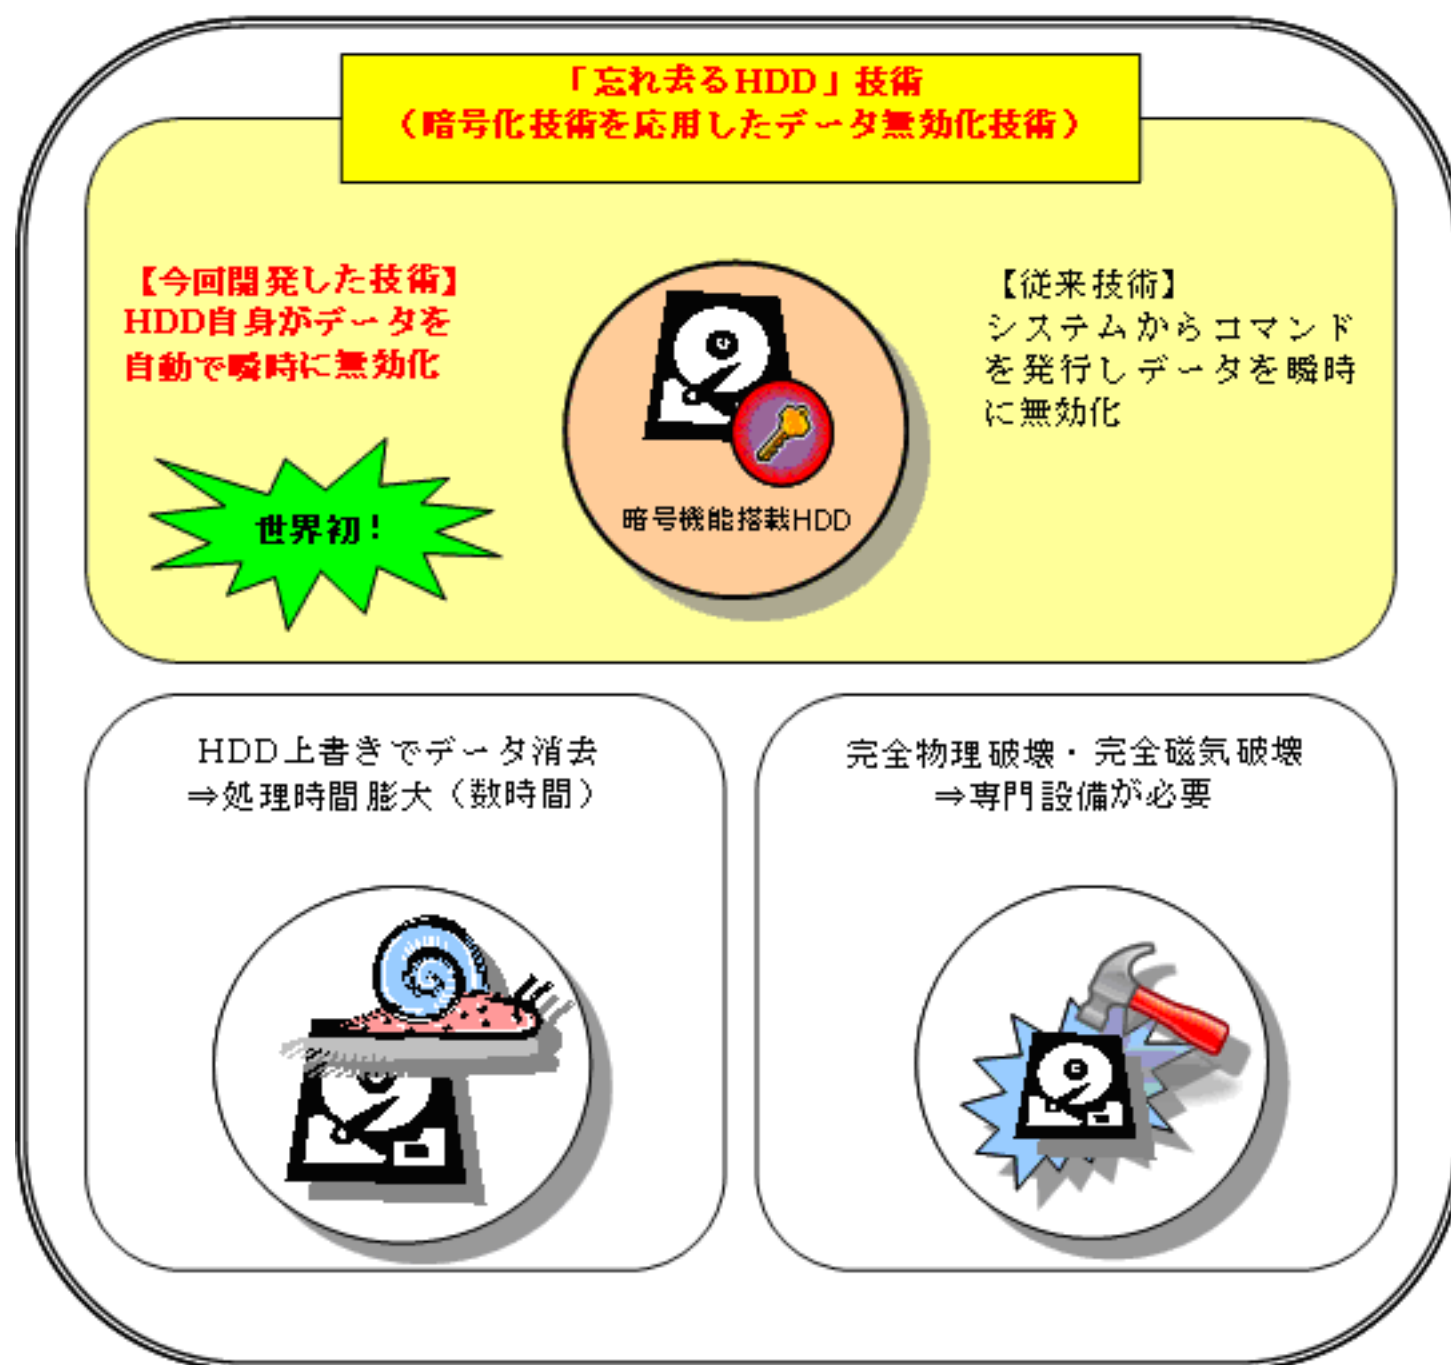 「忘れ去るHDD」技術
（暗号化技術を応用したデータ無効化技術）
【今回開発した技術】
HDD自身がデータを
自動で瞬時に無効化
世界初！
暗号機能搭載HDD
【従来技術】
システムからコマンド
を発行しデータを瞬時
に無効化
HDD上書きでデータ消去
⇒処理時間膨大（数時間）
完全物理破壊・完全磁気破壊
⇒専門設備が必要